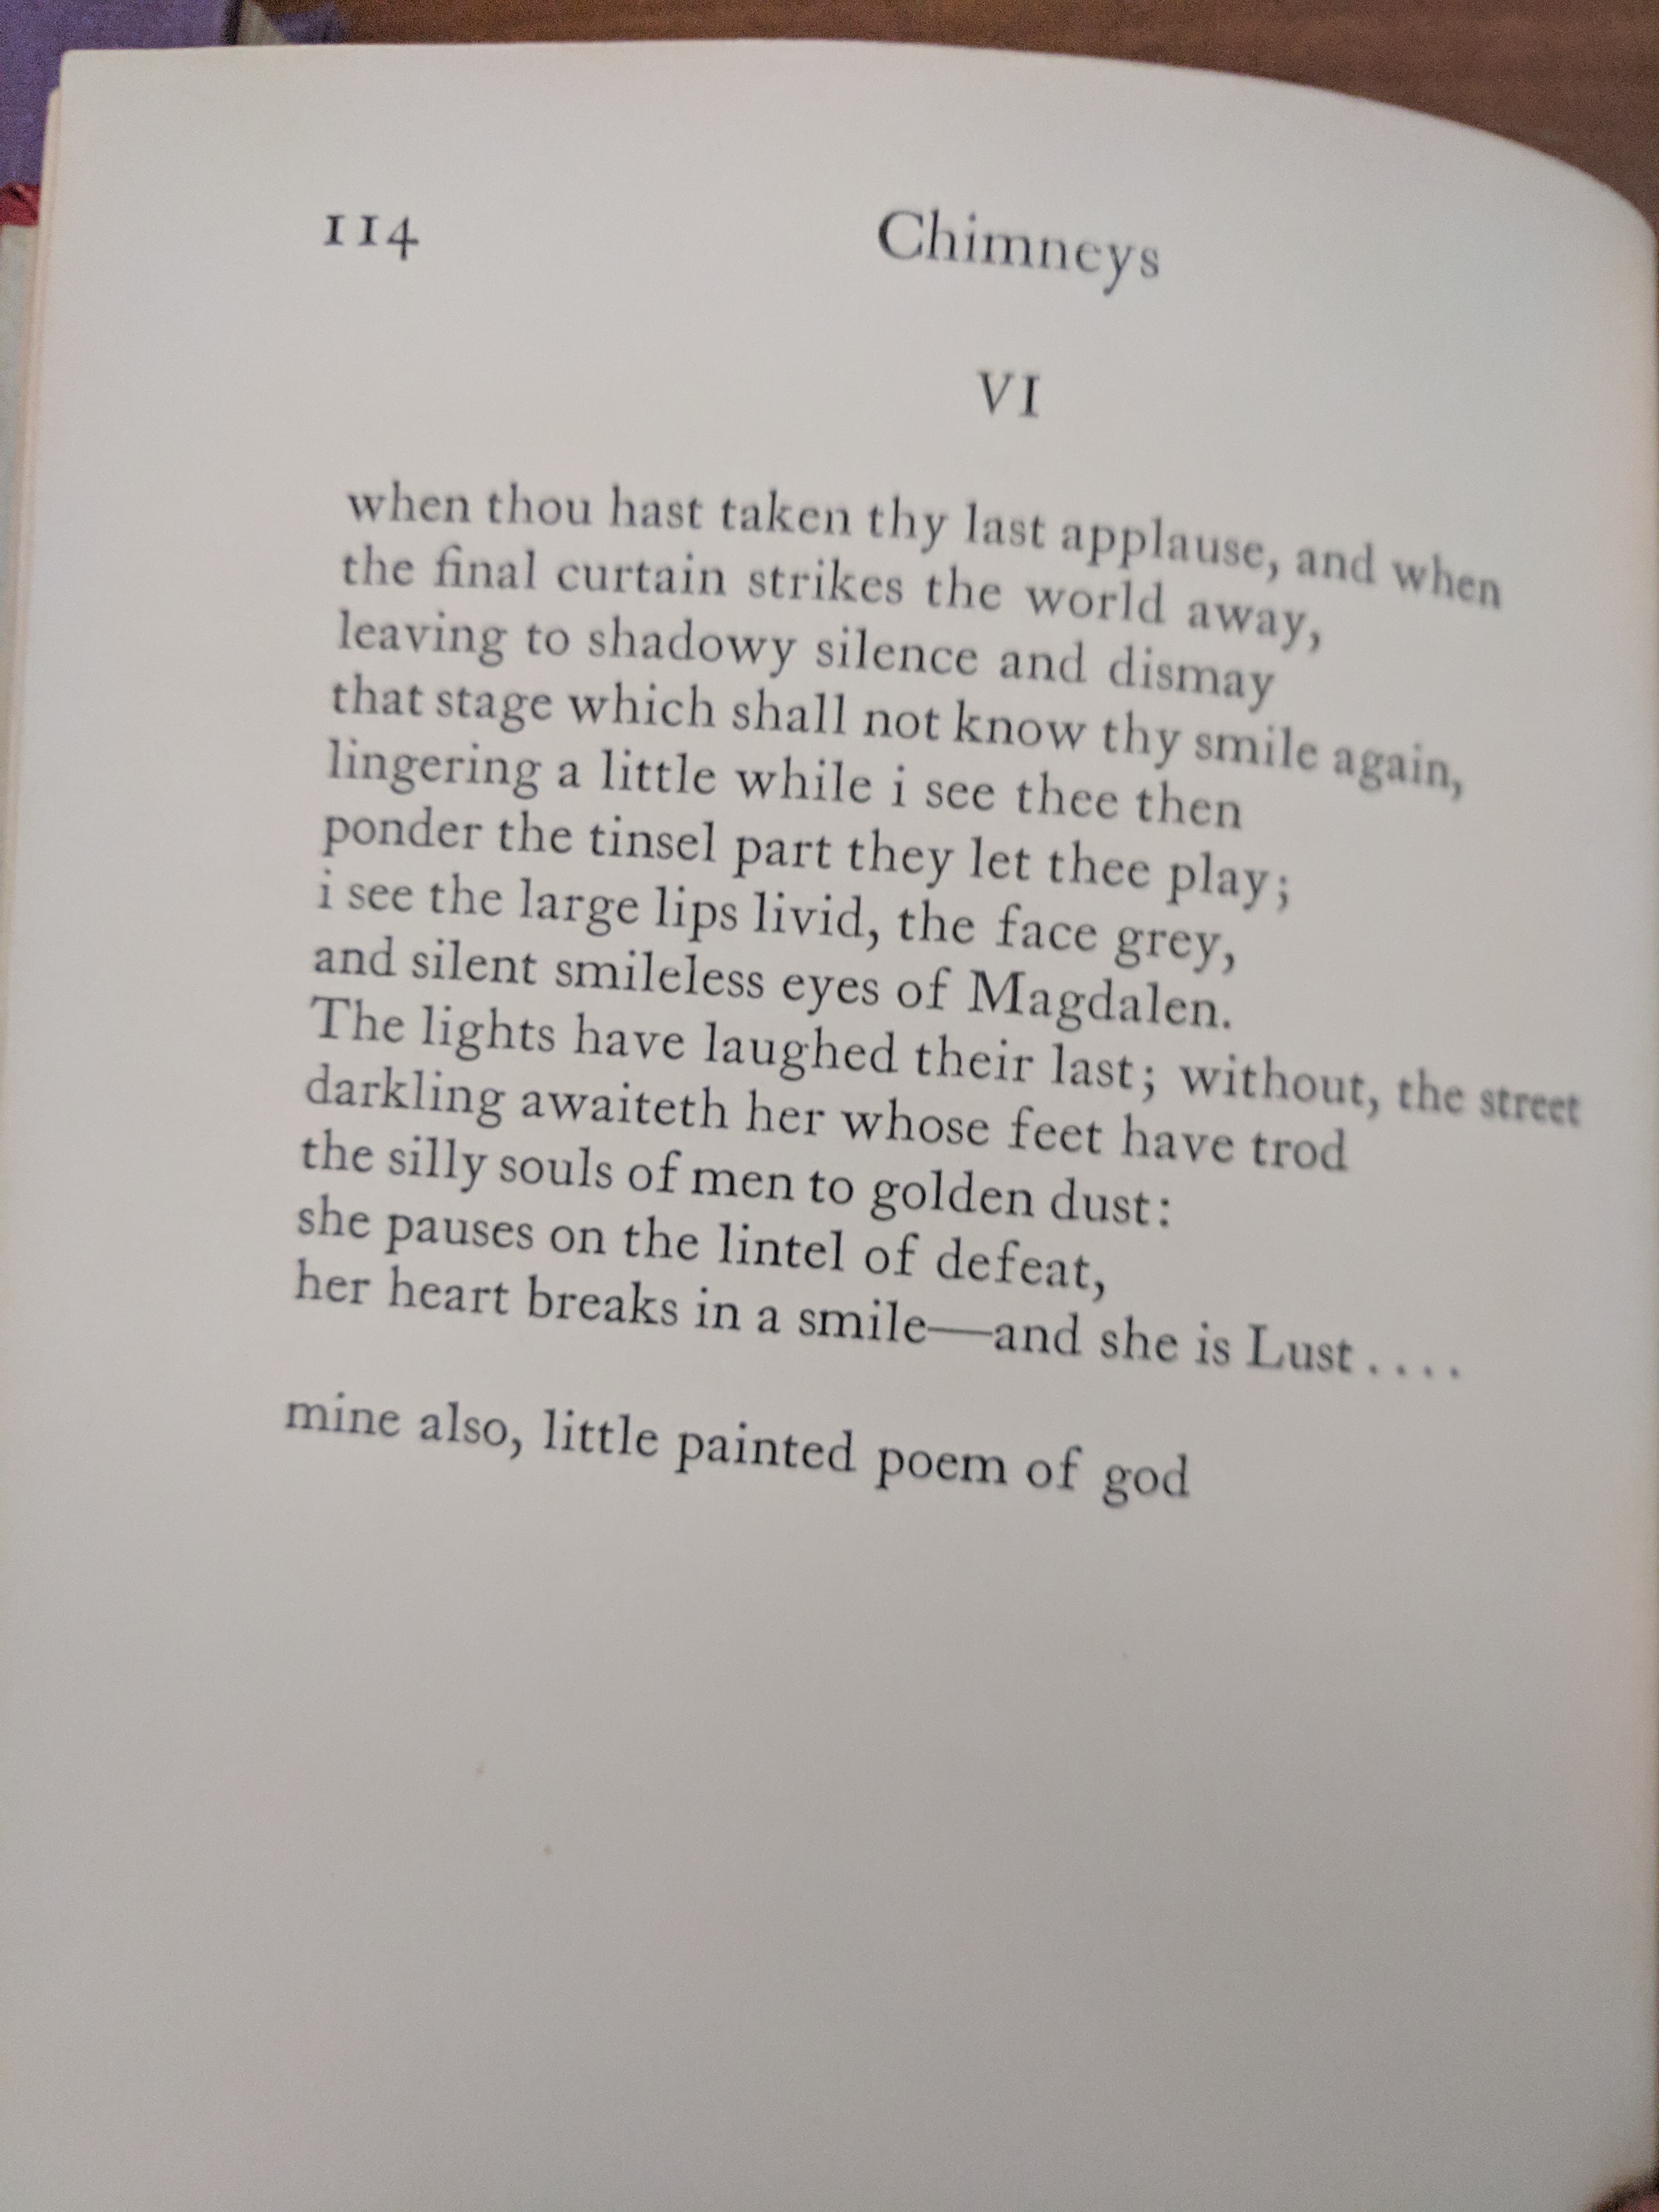 114 Chimneys
VI
when thou hast taken thy last applause, and when
the final curtain strikes the world away,
leaving to shadowy silence and dismay
that stage which shall not know thy smile again,
lingering a little while i see thee then
ponder the tinsel part they let thee play;
i see the large lips livid, the face grey,
and silent smileless eyes of Magdalen.
The lights have laughed their last; without, the street
darkling awaiteth her whose feet have trod
the silly souls of men to golden dust:
she pauses on the lintel of defeat,
her heart breaks in a smile—and she is Lust....
mine also, little painted poem of god